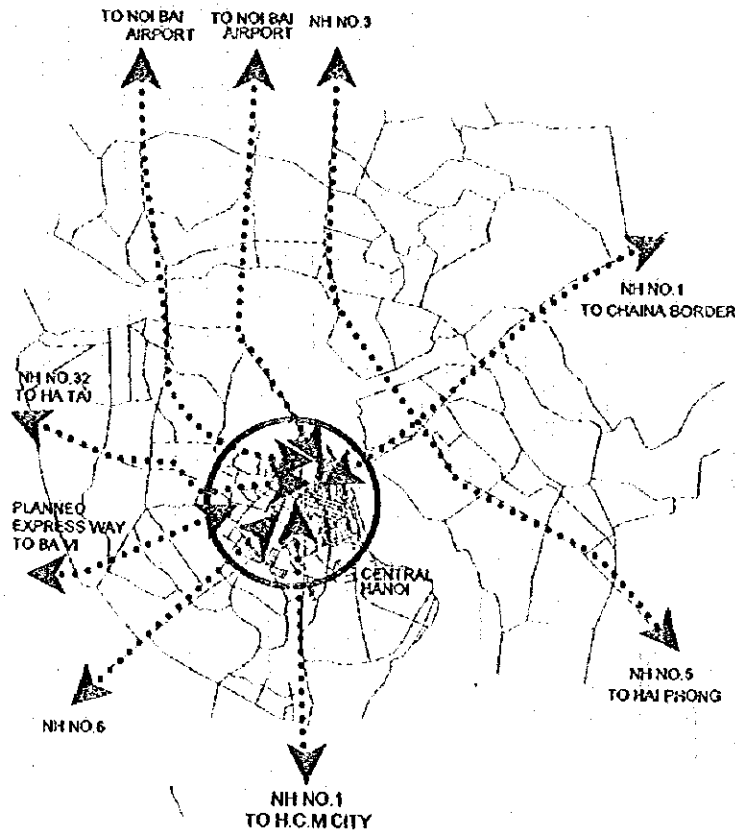 TO NOI BAI
AIRPORT
TO NOI BAI
AIRPORT
NH NO.3
NH NO.1
TO CHAINA BORDER
NH NO.32
TO HA TAI
PLANNED
EXPRESS WAY
TO BA VI
CENTRAL
HANOI
NH NO.5
TO HAI PHONG
NH NO.6
NH NO.1
TO H.C.M CITY